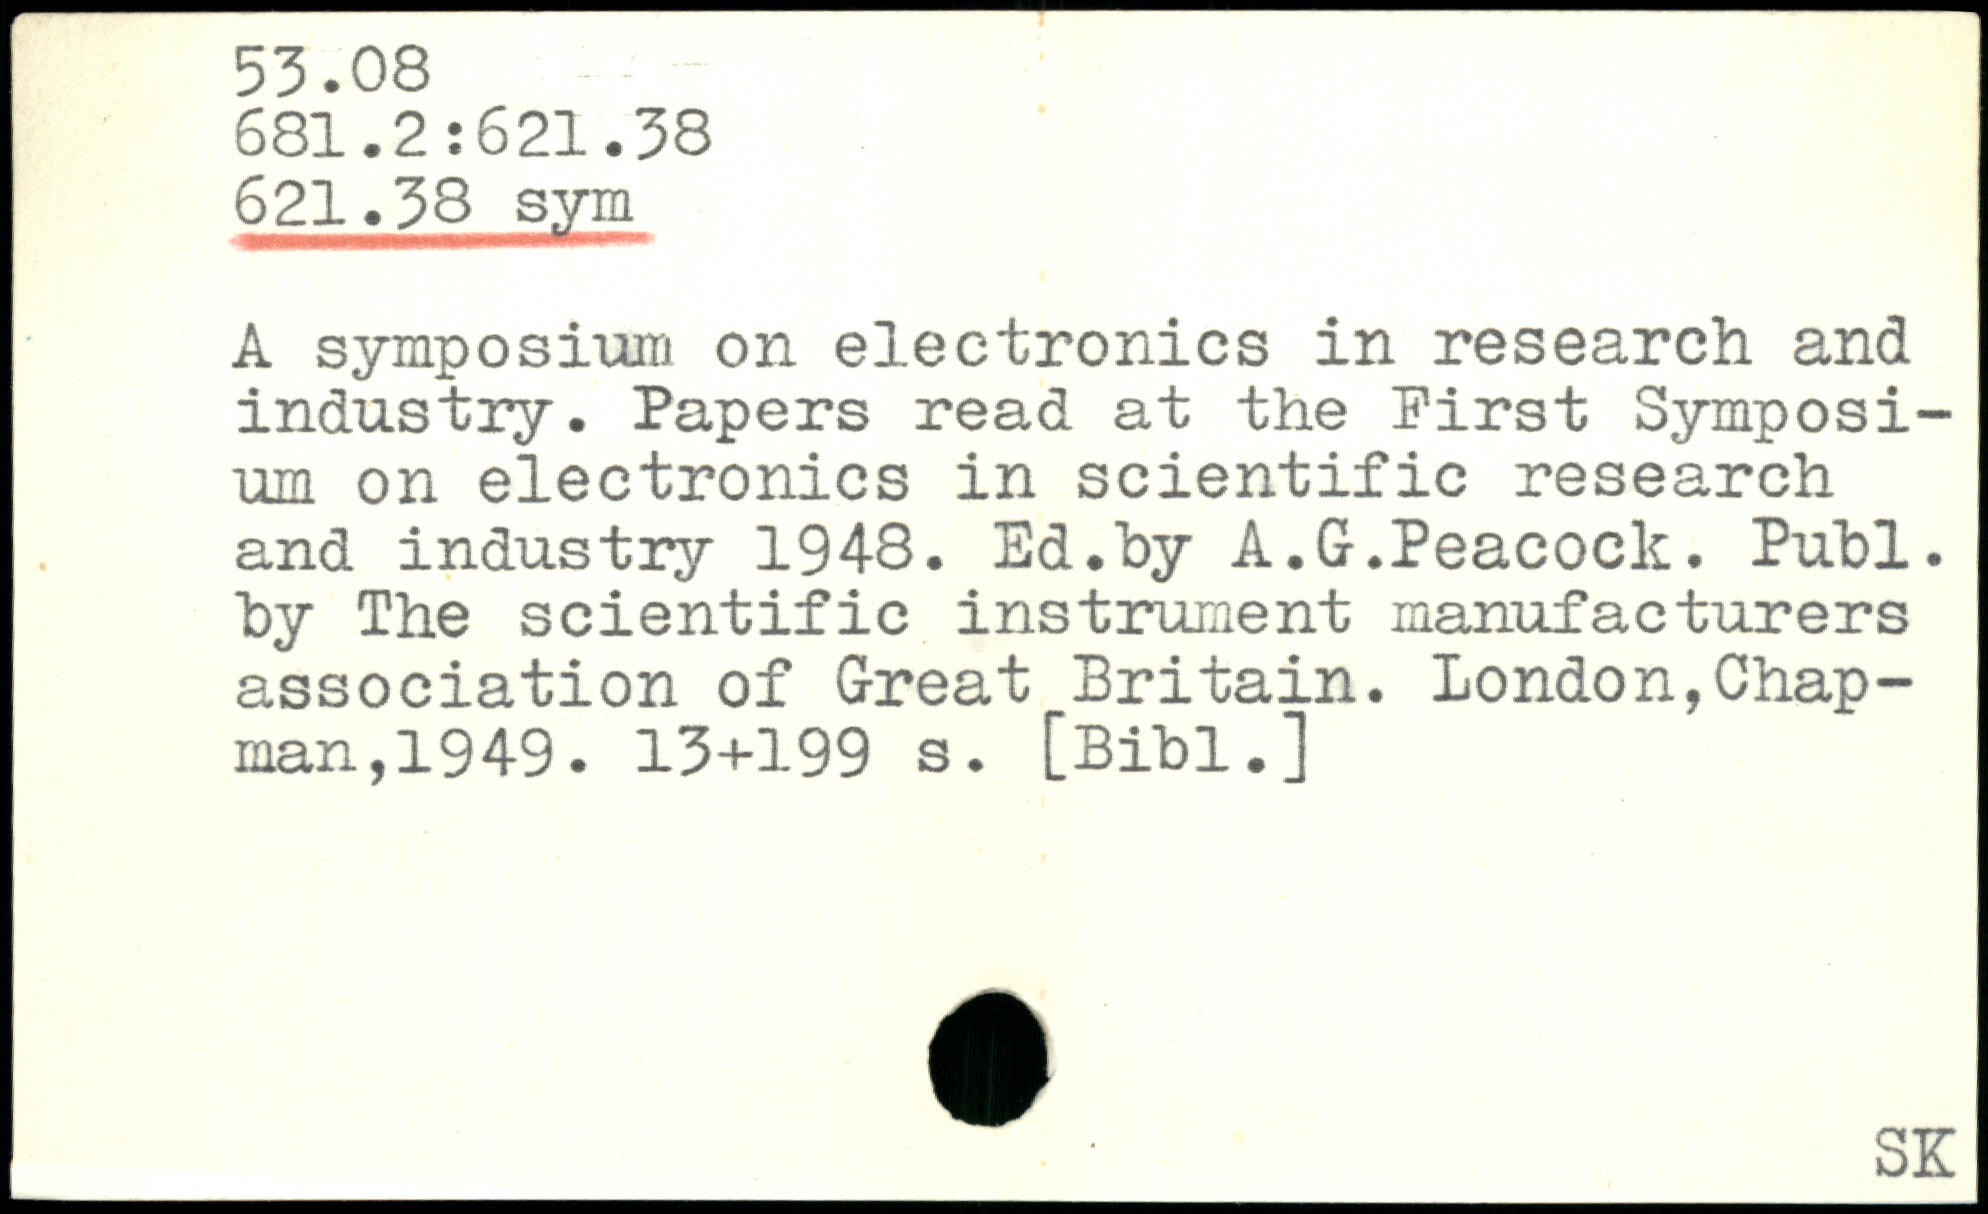 53.08
681.2:621.38
621.38 sym
A symposium on electronics in research and
industry. Papers read at the First Symposi-
um on electronics in scientific research
and industry 1948. Ed.by A.G.Peacock. Publ.
by The scientific instrument manufacturers
association of Great Britain. London,Chap-
man,1949. 13+199 s. [Bibl.]
SK